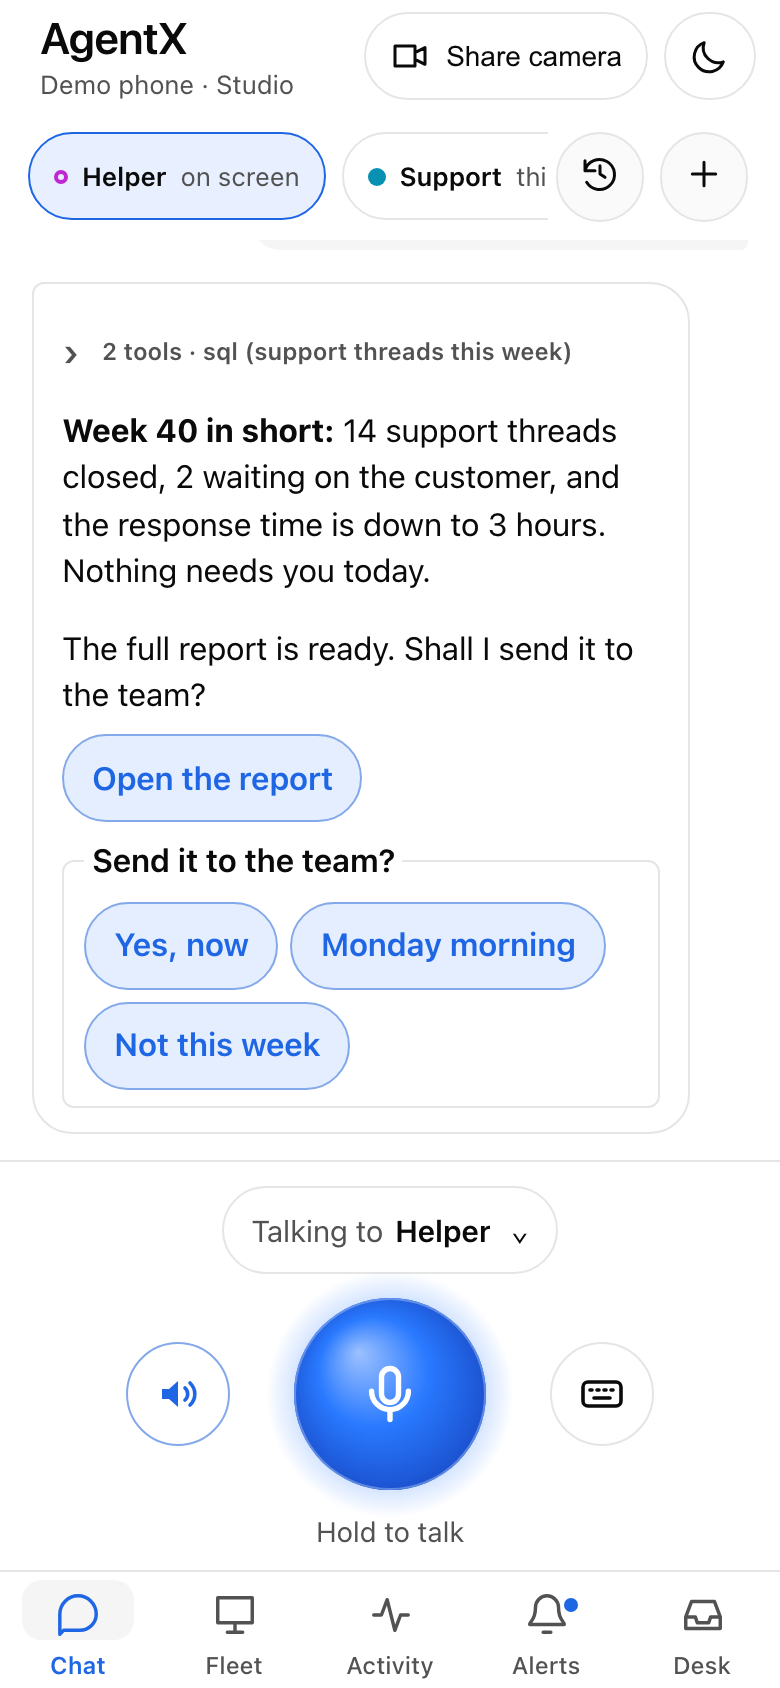 AgentX
Demo phone · Studio
Share camera
Helper on screen
Support thi
2 tools · sql (support threads this week)
Week 40 in short: 14 support threads
closed, 2 waiting on the customer, and
the response time is down to 3 hours.
Nothing needs you today.
The full report is ready. Shall I send it to
the team?
Open the report
Send it to the team?
Yes, now
Monday morning
Not this week
Talking to Helper
Hold to talk
Chat
Fleet
Activity
Alerts
Desk